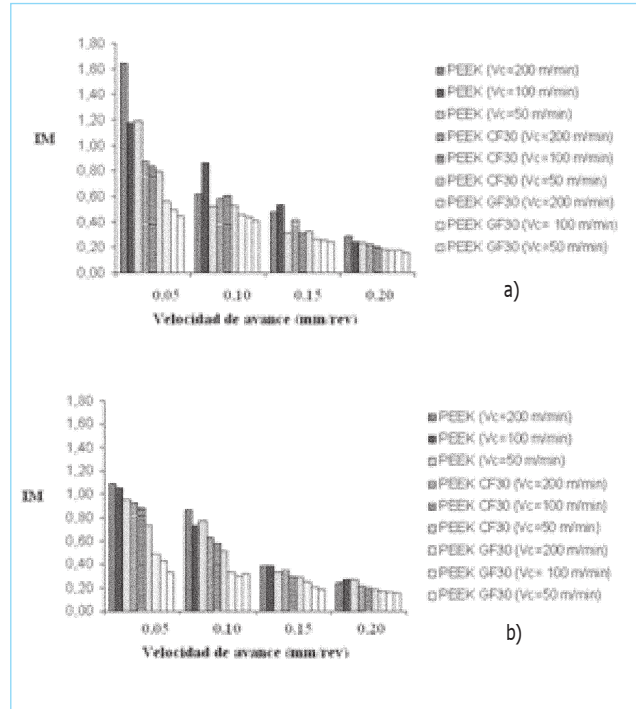 1,80
1,60
1,40
1,20
1,00
0,80
0,60
0,40
0,20
0,00
IM
0.05 0.10 0.15 0.20
Velocidad de avance (mm/rev)
PEEK (Vc=200 m/min)
PEEK (Vc=100 m/min)
PEEK (Vc=50 m/min)
PEEK CF30 (Vc=200 m/min)
PEEK CF30 (Vc=100 m/min)
PEEK CF30 (Vc=50 m/min)
PEEK GF30 (Vc=200 m/min)
PEEK GF30 (Vc= 100 m/min)
PEEK GF30 (Vc=50 m/min)
a)
1,80
1,60
1,40
1,20
1,00
0,80
0,60
0,40
0,20
0,00
IM
0.05 0.10 0.15 0.20
Velocidad de avance (mm/rev)
PEEK (Vc=200 m/min)
PEEK (Vc=100 m/min)
PEEK (Vc=50 m/min)
PEEK CF30 (Vc=200 m/min)
PEEK CF30 (Vc=100 m/min)
PEEK CF30 (Vc=50 m/min)
PEEK GF30 (Vc=200 m/min)
PEEK GF30 (Vc= 100 m/min)
PEEK GF30 (Vc=50 m/min)
b)